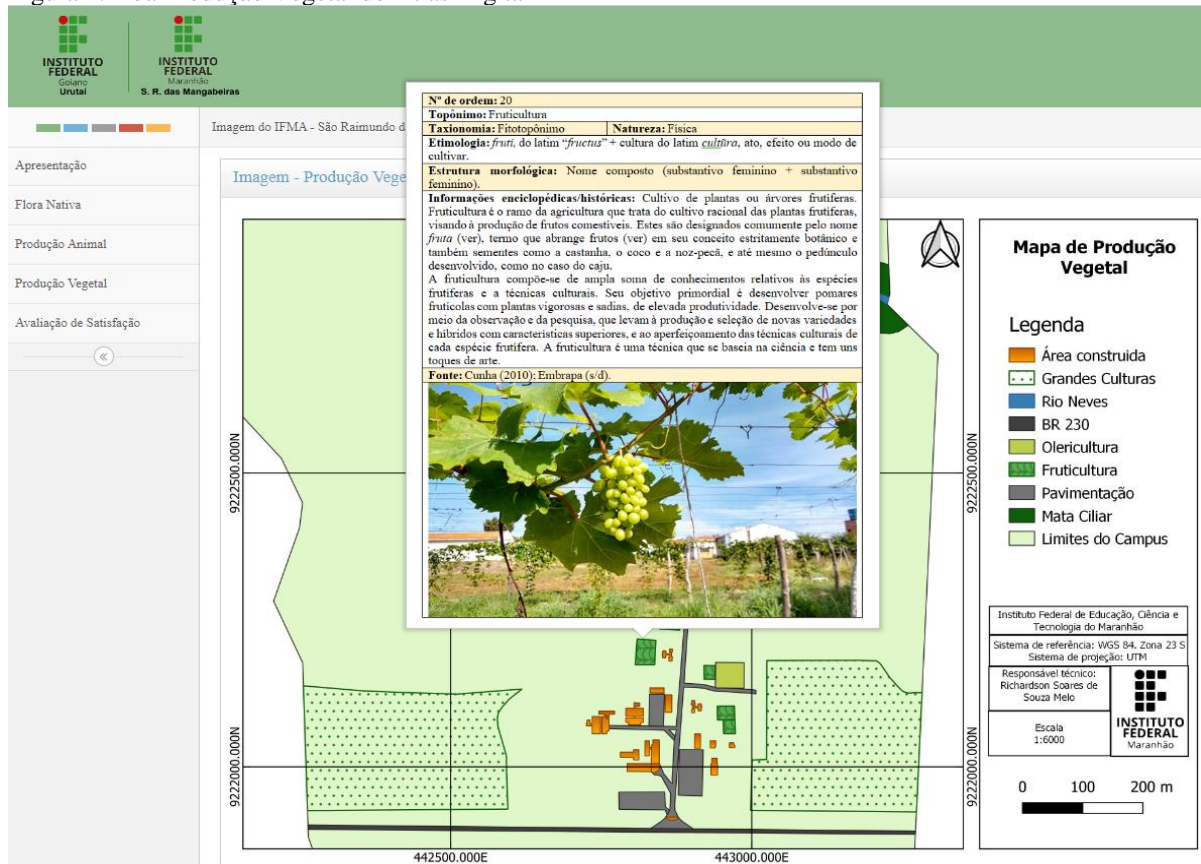 INSTITUTO
FEDERAL
Goiano
Urutaí
INSTITUTO
FEDERAL
Maranhão
S. R. das Mangabeiras
Apresentação
Flora Nativa
Produção Animal
Produção Vegetal
Avaliação de Satisfação
Imagem do IFMA - São Raimundo d
Imagem - Produção Vege
Nº de ordem: 20
Topônimo: Fruticultura
Taxionomia: Fitotopônimo
Natureza: Física
Etimologia: fruti, do latim “fructus” + cultura do latim cultūra, ato, efeito ou modo de
cultivar.
Estrutura morfológica: Nome composto (substantivo feminino + substantivo
feminino).
Informações enciclopédicas/históricas: Cultivo de plantas ou árvores frutíferas.
Fruticultura é o ramo da agricultura que trata do cultivo racional das plantas frutíferas,
visando à produção de frutos comestíveis. Estes são designados comumente pelo nome
fruta (ver), termo que abrange frutos (ver) em seu conceito estritamente botânico e
também sementes como a castanha, o coco e a noz-pecã, e até mesmo o pedúnculo
desenvolvido, como no caso do caju.
A fruticultura compõe-se de ampla soma de conhecimentos relativos às espécies
frutíferas e a técnicas culturais. Seu objetivo primordial é desenvolver pomares
frutícolas com plantas vigorosas e sadias, de elevada produtividade. Desenvolve-se por
meio da observação e da pesquisa, que levam à produção e seleção de novas variedades
e híbridos com características superiores, e ao aperfeiçoamento das técnicas culturais de
cada espécie frutífera. A fruticultura é uma técnica que se baseia na ciência e tem uns
toques de arte.
Fonte: Cunha (2010); Embrapa (s/d).
9222500.000N
9222000.000N
9222500.000N
9222000.000N
442500.000E
443000.000E
Mapa de Produção
Vegetal
Legenda
Área construida
Grandes Culturas
Rio Neves
BR 230
Olericultura
Fruticultura
Pavimentação
Mata Ciliar
Limites do Campus
Instituto Federal de Educação, Ciência e
Tecnologia do Maranhão
Sistema de referência: WGS 84, Zona 23 S
Sistema de projeção: UTM
Responsável técnico:
Richardson Soares de
Souza Melo
Escala
1:6000
INSTITUTO
FEDERAL
Maranhão
0 100 200 m